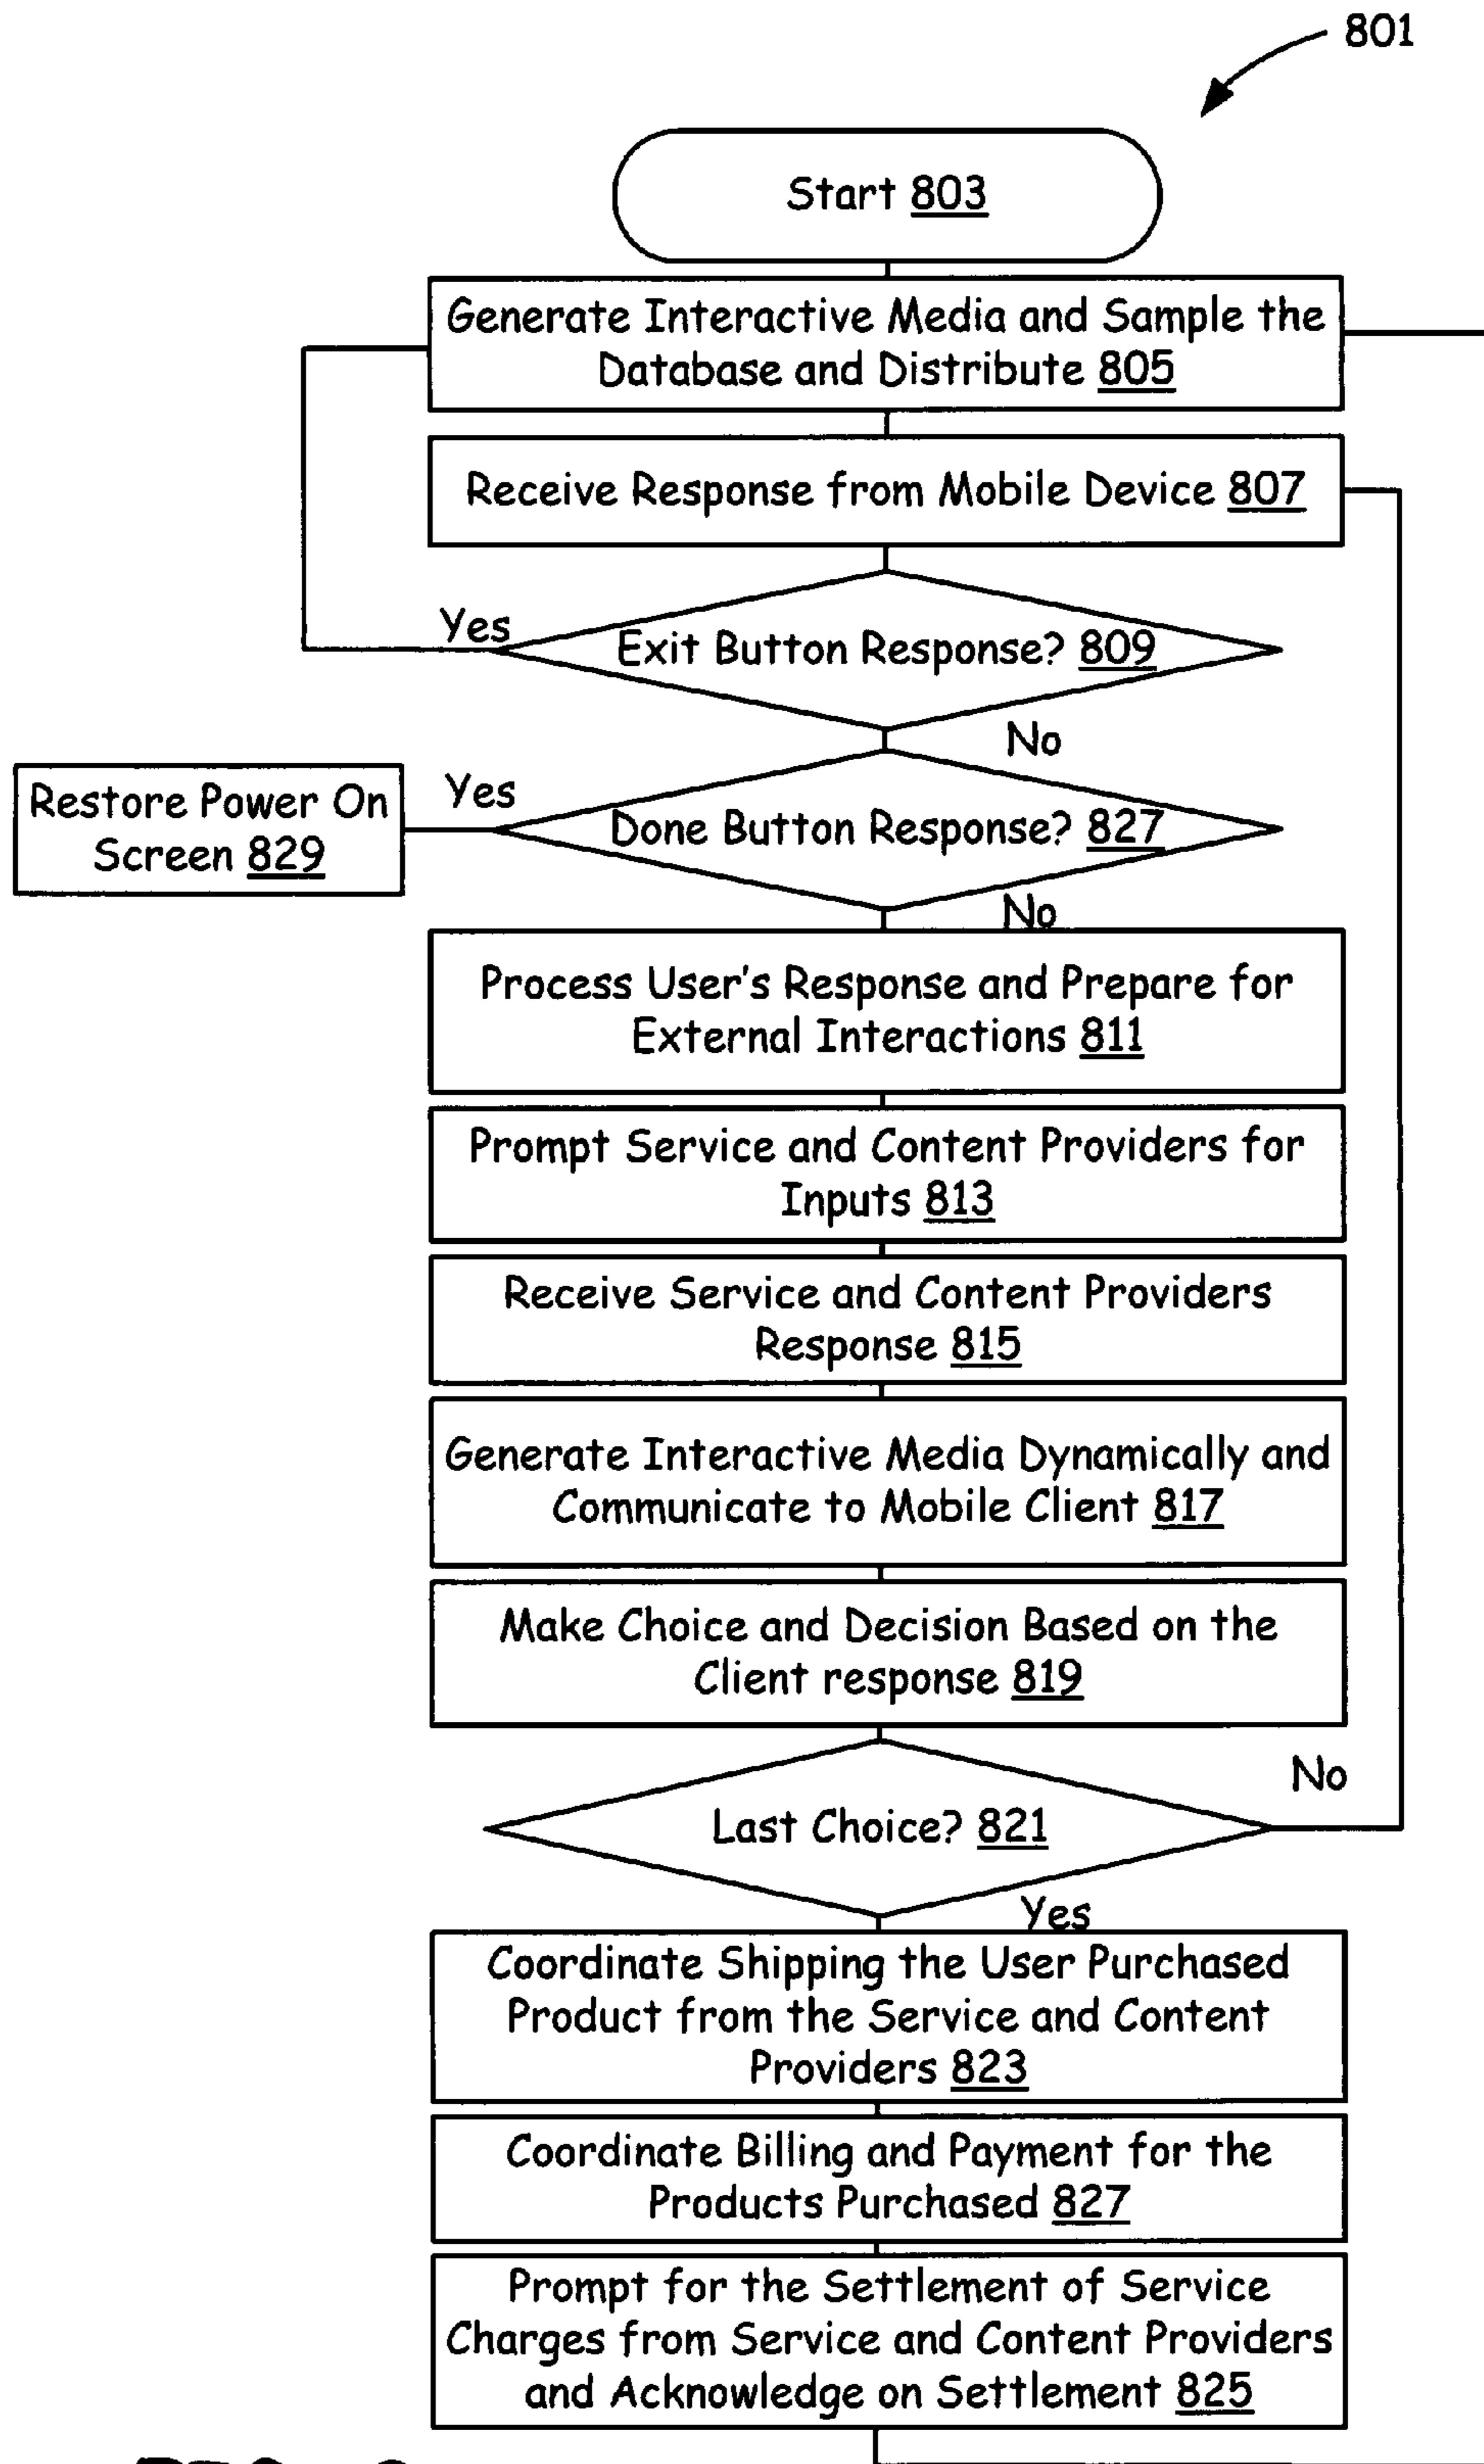 801
Start 803
Generate Interactive Media and Sample the
Database and Distribute 805
Receive Response from Mobile Device 807
Yes
Exit Button Response? 809
No
Restore Power On
Screen 829
Yes
Done Button Response? 827
No
Process User's Response and Prepare for
External Interactions 811
Prompt Service and Content Providers for
Inputs 813
Receive Service and Content Providers
Response 815
Generate Interactive Media Dynamically and
Communicate to Mobile Client 817
Make Choice and Decision Based on the
Client response 819
No
Last Choice? 821
Yes
Coordinate Shipping the User Purchased
Product from the Service and Content
Providers 823
Coordinate Billing and Payment for the
Products Purchased 827
Prompt for the Settlement of Service
Charges from Service and Content Providers
and Acknowledge on Settlement 825